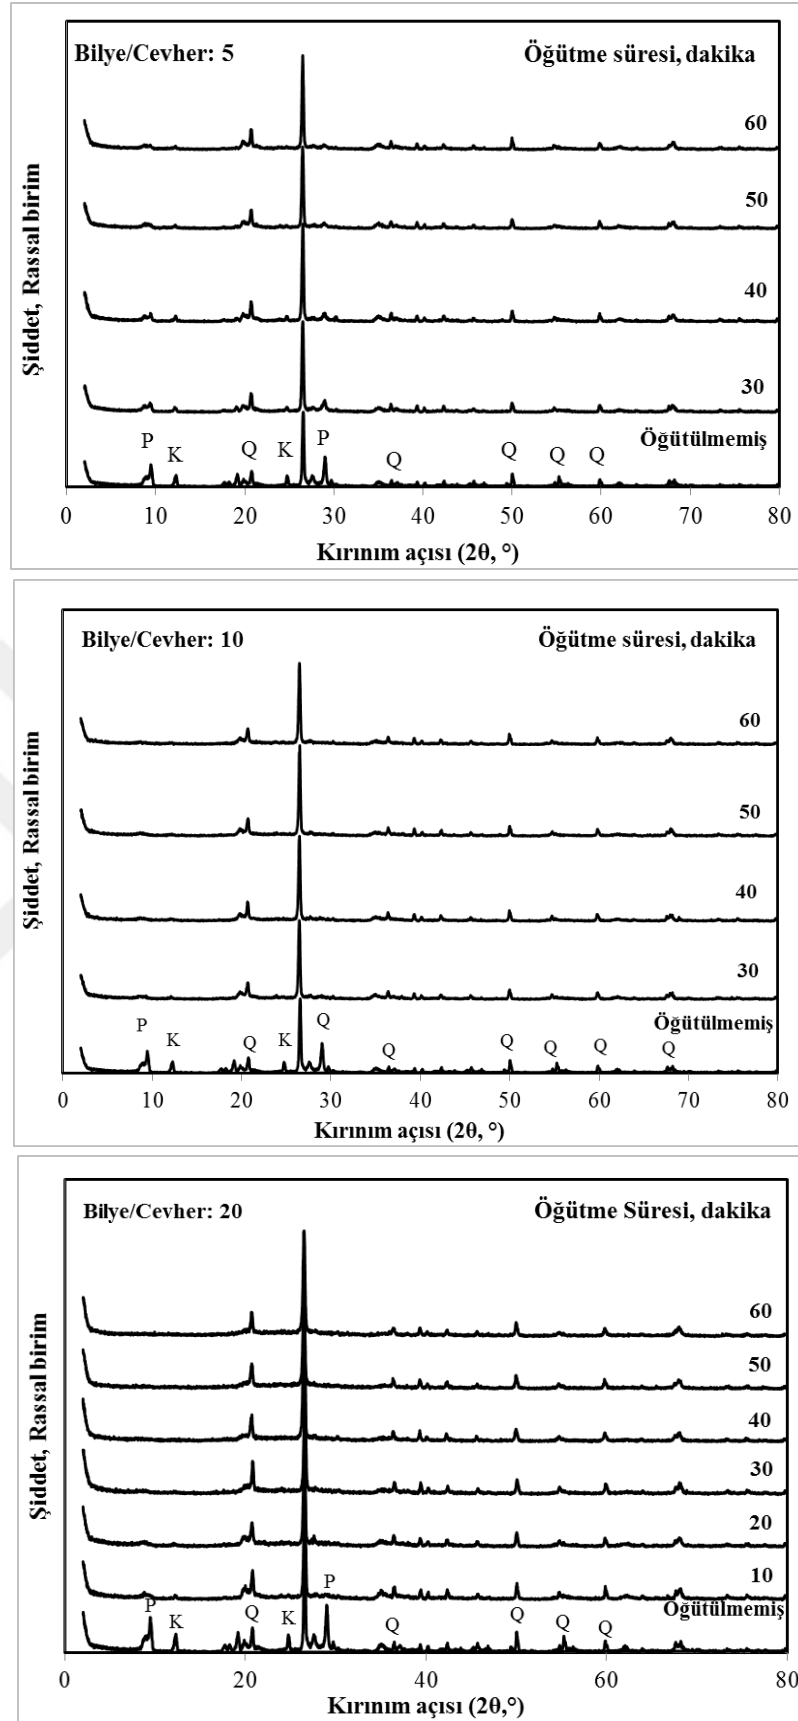 Bilye/Cevher: 5 Öğütme süresi, dakika
60
50
40
30
Öğütülmemiş
P K Q K P Q Q Q Q
Şiddet, Rassal birim
0 10 20 30 40 50 60 70 80
Kırınım açısı (2θ, °)
Bilye/Cevher: 10 Öğütme süresi, dakika
60
50
40
30
Öğütülmemiş
P K Q K Q Q Q Q Q Q
Şiddet, Rassal birim
0 10 20 30 40 50 60 70 80
Kırınım açısı (2θ, °)
Bilye/Cevher: 20 Öğütme Süresi, dakika
60
50
40
30
20
10
Öğütülmemiş
P K Q K P Q Q Q Q
Şiddet, Rassal birim
0 20 40 60 80
Kırınım açısı (2θ,°)